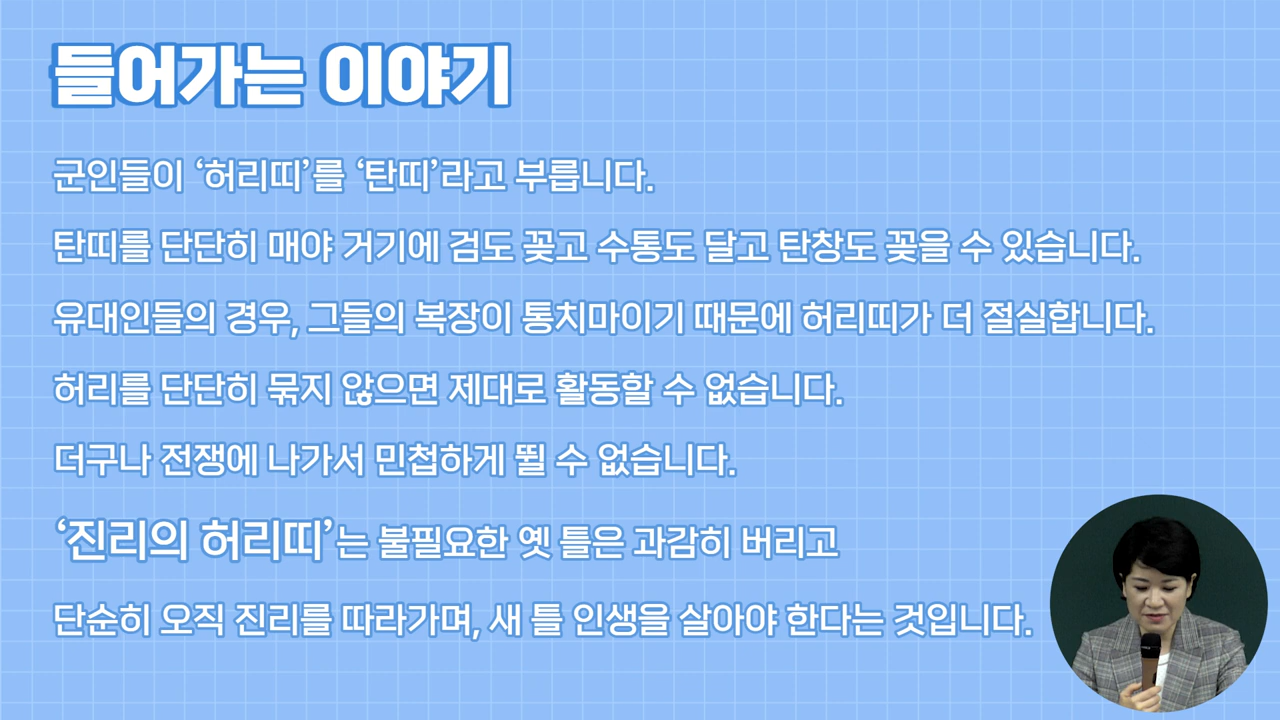 들어가는 이야기
군인들이 ‘허리띠’를 ‘탄띠’라고 부릅니다.
탄띠를 단단히 매야 거기에 검도 꽂고 수통도 달고 탄창도 꽂을 수 있습니다.
유대인들의 경우, 그들의 복장이 통치마이기 때문에 허리띠가 더 절실합니다.
허리를 단단히 묶지 않으면 제대로 활동할 수 없습니다.
더구나 전쟁에 나가서 민첩하게 뛸 수 없습니다.
‘진리의 허리띠’는 불필요한 옛 틀은 과감히 버리고
단순히 오직 진리를 따라가며, 새 틀 인생을 살아야 한다는 것입니다.